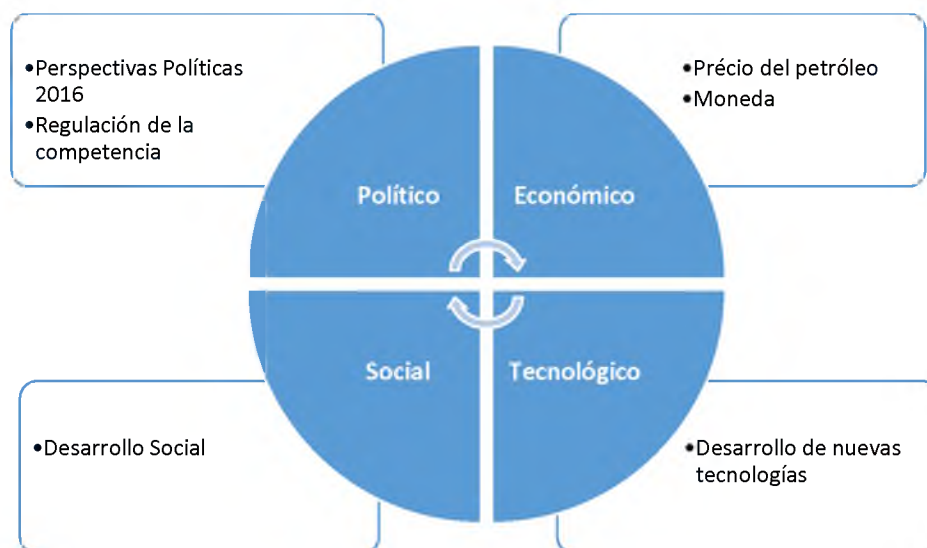 •Perspectivas Políticas
2016
•Regulación de la
competencia
•Précio del petróleo
•Moneda
Político
Económico
Social
Tecnológico
•Desarrollo Social
•Desarrollo de nuevas
tecnologías